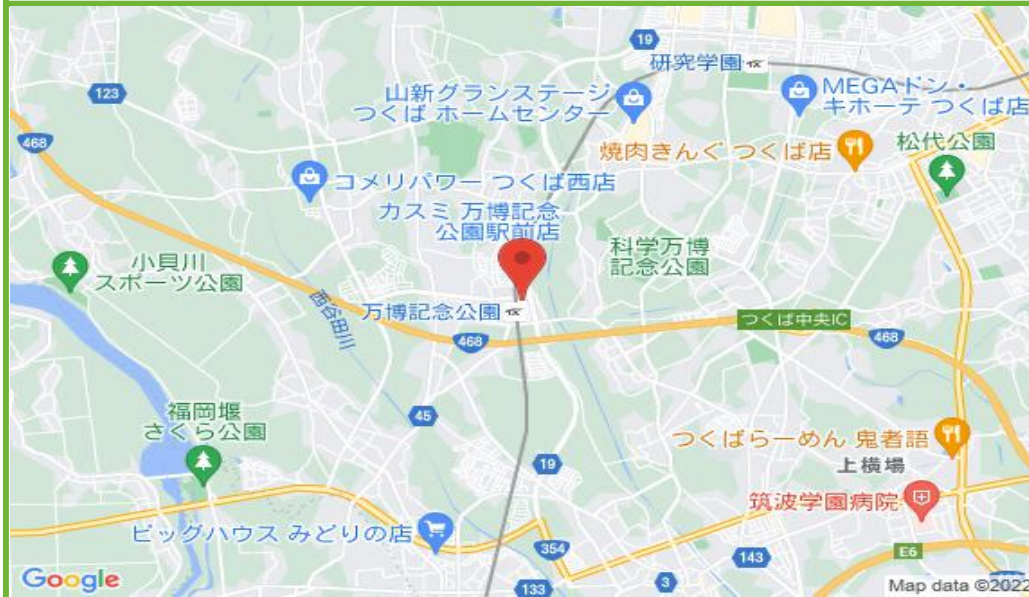 19
研究学園
123
山新グランステージ
つくば ホームセンター
MEGAドン・
キホーテ つくば店
468
焼肉きんぐ つくば店
松代公園
コメリパワー つくば西店
カスミ 万博記念
公園駅前店
科学万博
記念公園
小貝川
スポーツ公園
西谷田川
万博記念公園
つくば中央IC
468
468
福岡堰
さくら公園
45
つくばらーめん 鬼者語
上横場
19
筑波学園病院
ビッグハウス みどりの店
354
143
E6
133
3
Google
Map data ©2022